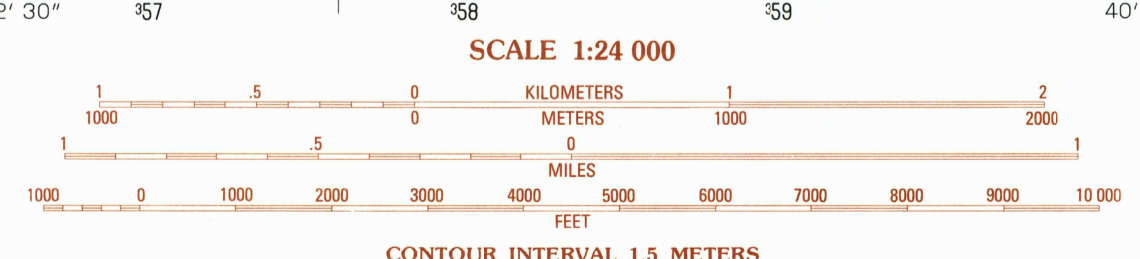 2' 30" ³57 ³58 ³59 40'
SCALE 1:24 000
1 .5 0 KILOMETERS 1 2
1000 0 METERS 1000 2000
1 .5 0 1
MILES
1000 0 1000 2000 3000 4000 5000 6000 7000 8000 9000 10 000
FEET
CONTOUR INTERVAL 1.5 METERS